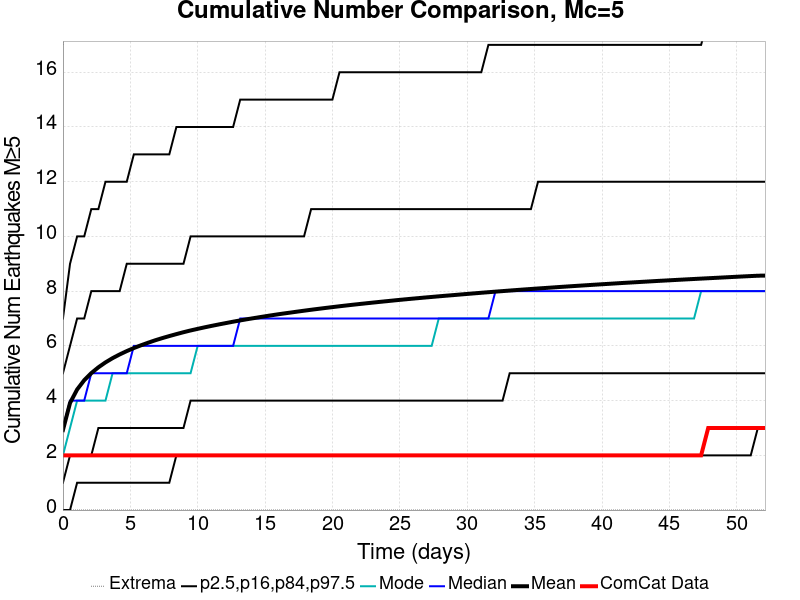 Cumulative Number Comparison, Mc=5
Cumulative Num Earthquakes M≥5
16
14
12
10
8
6
4
2
0
0 5 10 15 20 25 30 35 40 45 50
Time (days)
Extrema p2.5,p16,p84,p97.5 Mode Median Mean ComCat Data